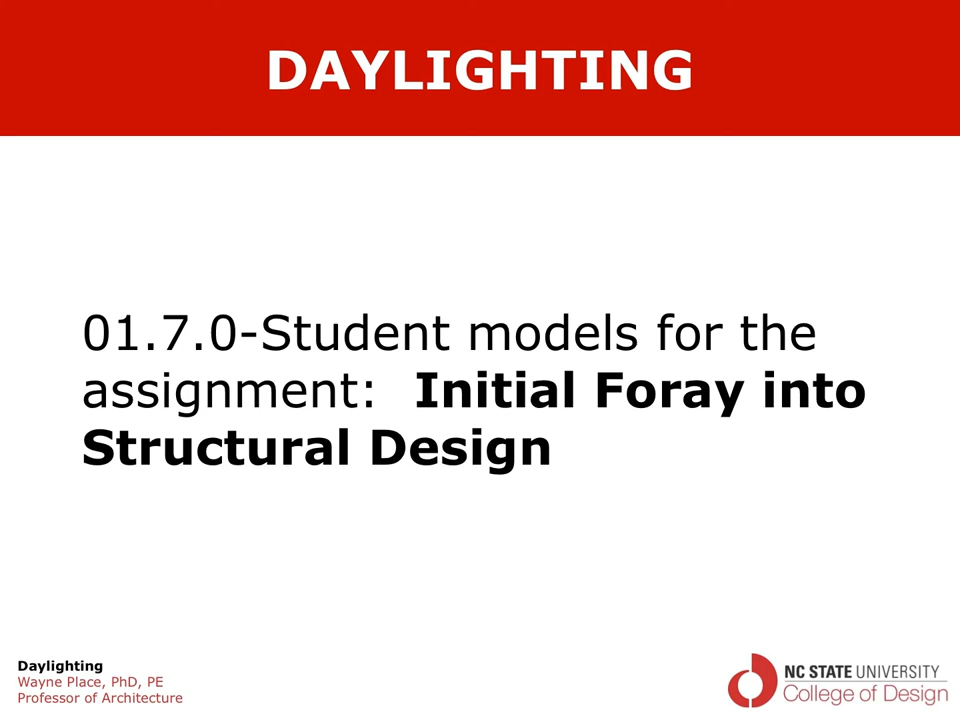 DAYLIGHTING
01.7.0-Student models for the
assignment: Initial Foray into
Structural Design
Daylighting
Wayne Place, PhD, PE
Professor of Architecture
NC STATE UNIVERSITY
College of Design